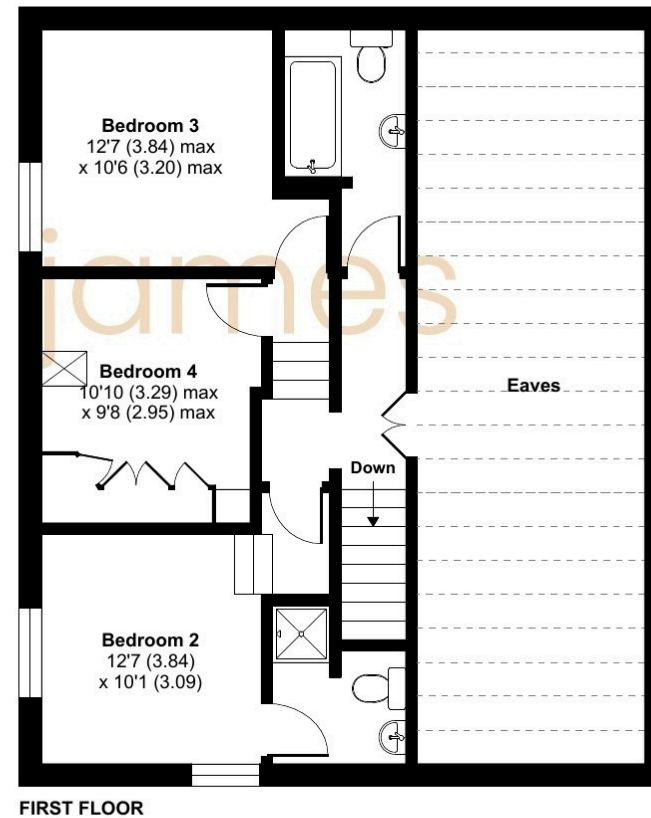 Bedroom 3
12'7 (3.84) max
x 10'6 (3.20) max
james
Bedroom 4
10'10 (3.29) max
x 9'8 (2.95) max
Eaves
Down
Bedroom 2
12'7 (3.84)
x 10'1 (3.09)
FIRST FLOOR